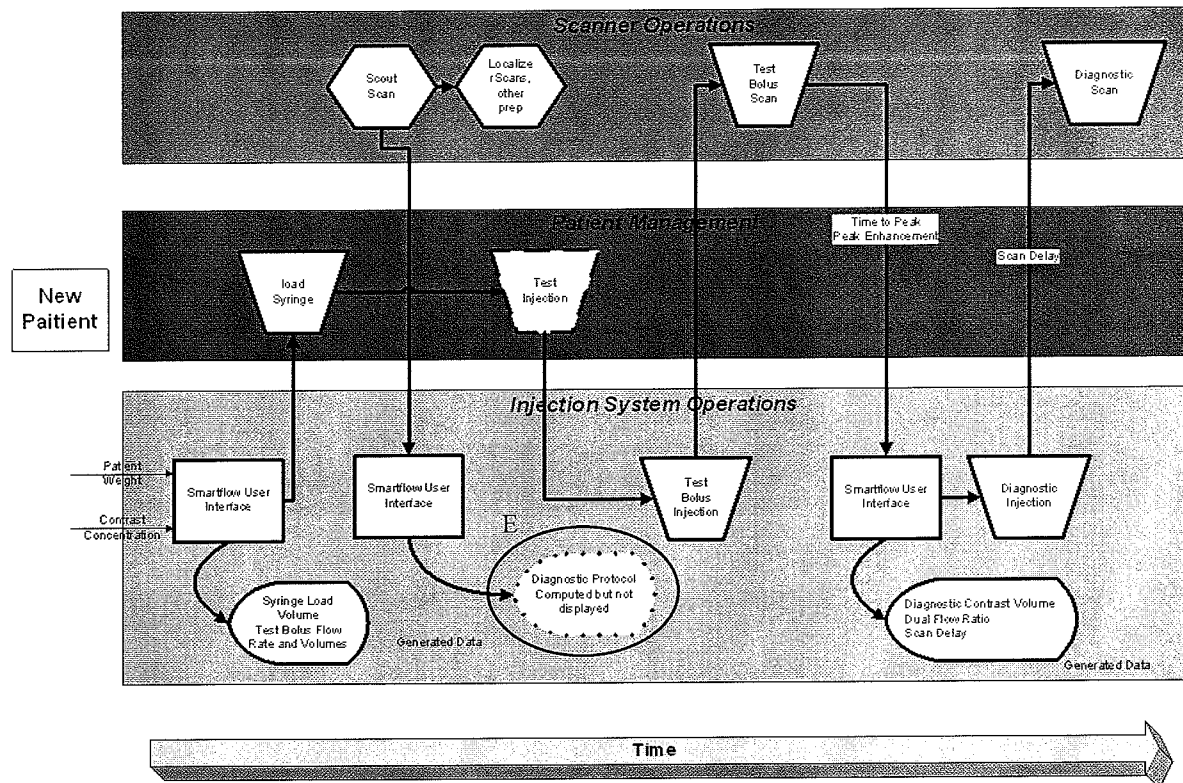 Scanner Operations
Scout
Scan
Localize
r Scans,
other
prep
Test
Bolus
Scan
Diagnostic
Scan
Patient Management
Time to Peak
Peak Enhancement
Scan Delay
load
Syringe
Test
Injection
New
Paitient
Injection System Operations
Patient
Weight
Contrast
Concentration
Smartflow User
Interface
Smartflow User
Interface
E
Test
Bolus
Injection
Smartflow User
Interface
Diagnostic
Injection
Syringe Load
Volume
Test Bolus Flow
Rate and Volumes
Generated Data
Diagnostic Protocol
Computed but not
displayed
Diagnostic Contrast Volume
Dual Flow Ratio
Scan Delay
Generated Data
Time